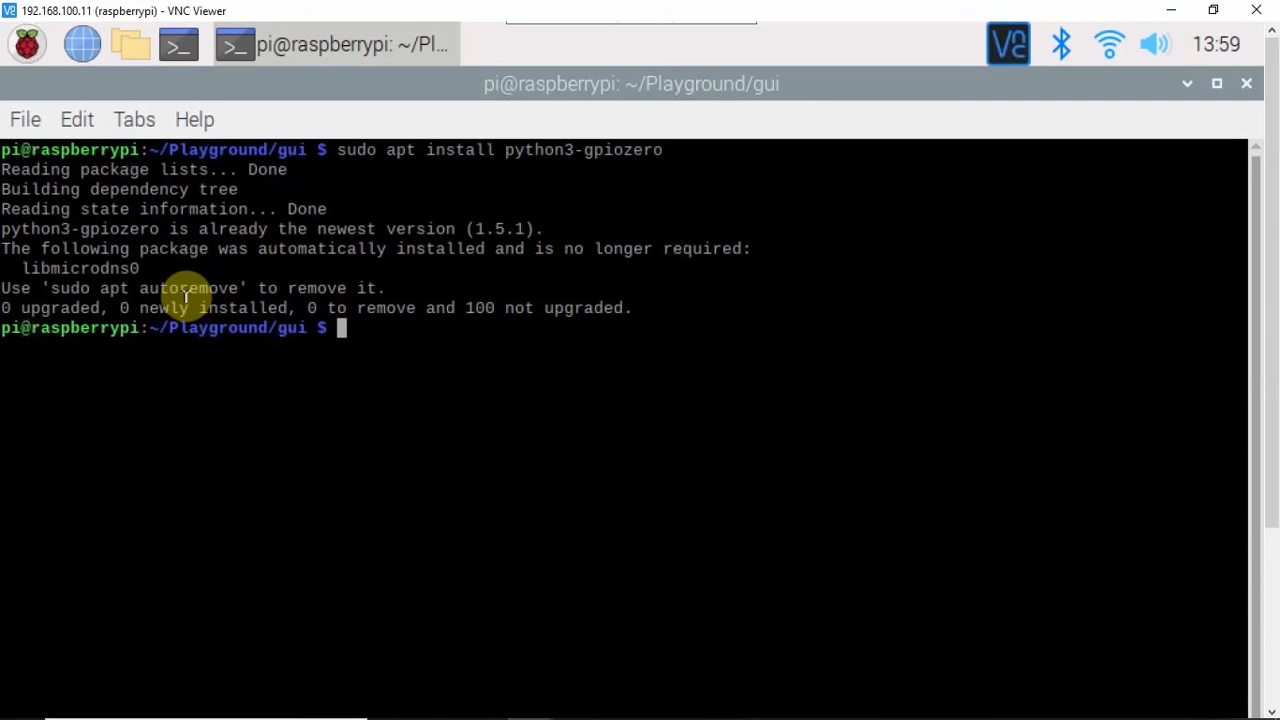 192.168.100.11 (raspberrypi) - VNC Viewer
pi@raspberrypi: ~/Pl...
13:59
pi@raspberrypi: ~/Playground/gui
File Edit Tabs Help
pi@raspberrypi:~/Playground/gui $ sudo apt install python3-gpiozero
Reading package lists... Done
Building dependency tree
Reading state information... Done
python3-gpiozero is already the newest version (1.5.1).
The following package was automatically installed and is no longer required:
  libmicrodns0
Use 'sudo apt autoremove' to remove it.
0 upgraded, 0 newly installed, 0 to remove and 100 not upgraded.
pi@raspberrypi:~/Playground/gui $